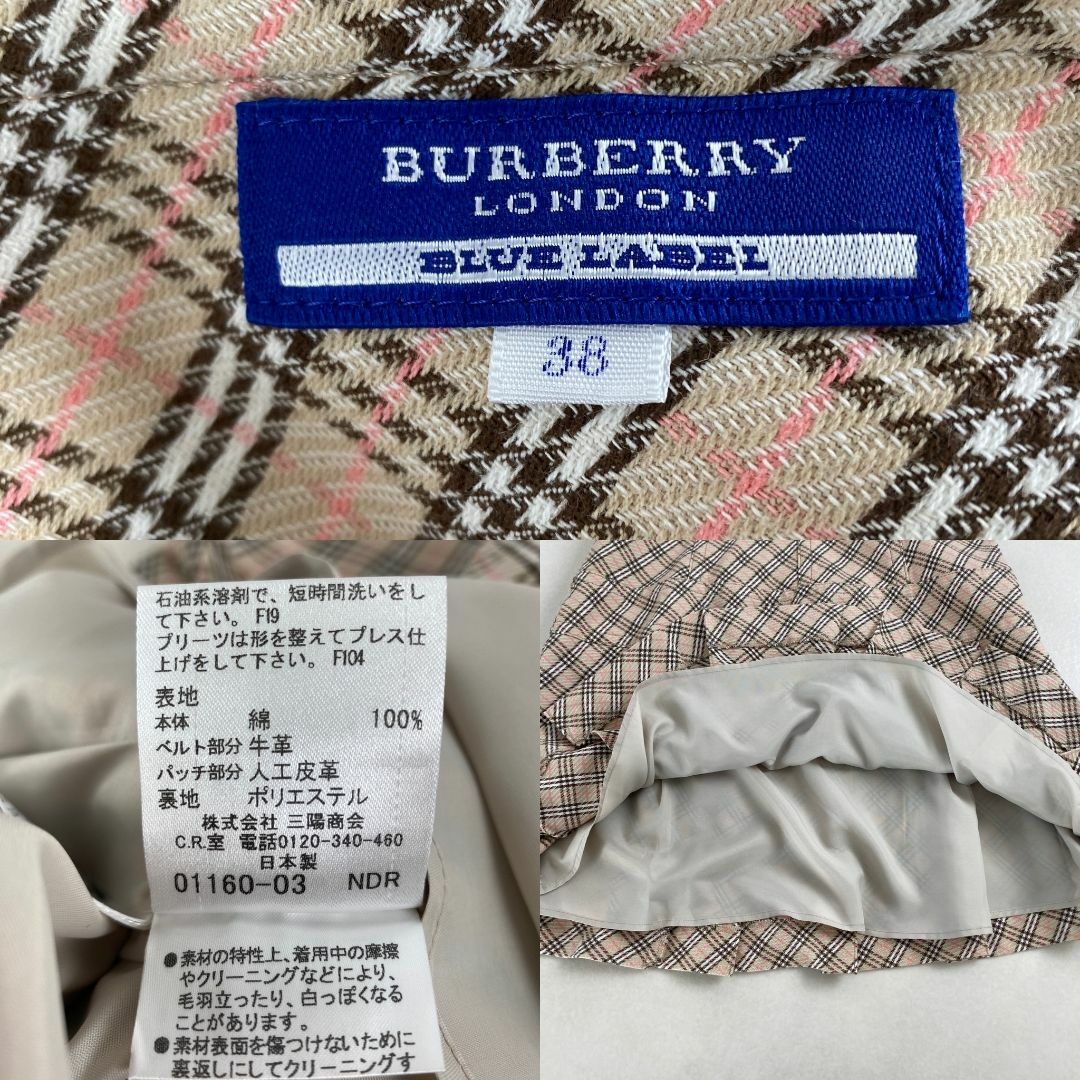 BURBERRY
LONDON
BLUE LABEL
38
石油系溶剤で、短時間洗いをし
て下さい。 F19
プリーツは形を整えてプレス仕
上げをして下さい。 F104
表地
本体 綿 100%
ベルト部分 牛革
パッチ部分 人工皮革
裏地 ポリエステル
株式会社 三陽商会
C.R.室 電話0120-340-460
日本製
01160-03 NDR
●素材の特性上、着用中の摩擦
やクリーニングなどにより、
毛羽立ったり、白っぽくなる
ことがあります。
●素材表面を傷つけないために
裏返しにしてクリーニングす